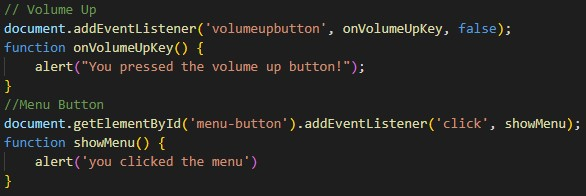 // Volume Up
document.addEventListener('volumeupbutton', onVolumeUpKey, false);
function onVolumeUpKey() {
    alert("You pressed the volume up button!");
}
//Menu Button
document.getElementById('menu-button').addEventListener('click', showMenu);
function showMenu() {
    alert('you clicked the menu')
}